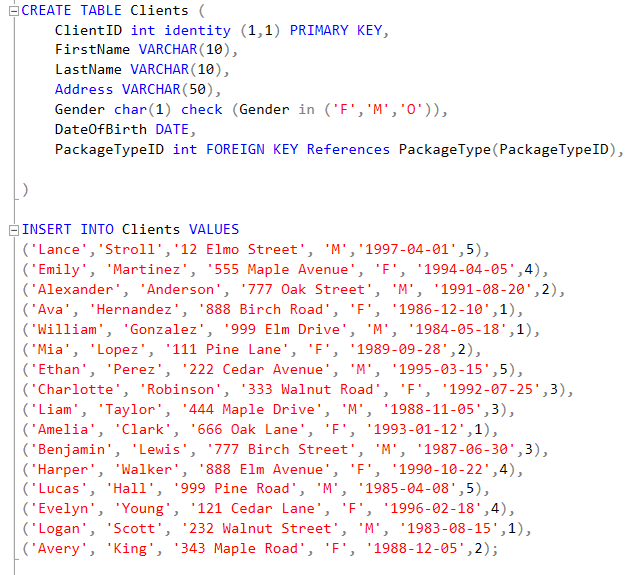 CREATE TABLE Clients (
ClientID int identity (1,1) PRIMARY KEY,
FirstName VARCHAR(10),
LastName VARCHAR(10),
Address VARCHAR(50),
Gender char(1) check (Gender in ('F','M','O')),
DateOfBirth DATE,
PackageTypeID int FOREIGN KEY References PackageType(PackageTypeID),
)
INSERT INTO Clients VALUES
('Lance','Stroll','12 Elmo Street', 'M','1997-04-01',5),
('Emily', 'Martinez', '555 Maple Avenue', 'F', '1994-04-05',4),
('Alexander', 'Anderson', '777 Oak Street', 'M', '1991-08-20',2),
('Ava', 'Hernandez', '888 Birch Road', 'F', '1986-12-10',1),
('William', 'Gonzalez', '999 Elm Drive', 'M', '1984-05-18',1),
('Mia', 'Lopez', '111 Pine Lane', 'F', '1989-09-28',2),
('Ethan', 'Perez', '222 Cedar Avenue', 'M', '1995-03-15',5),
('Charlotte', 'Robinson', '333 Walnut Road', 'F', '1992-07-25',3),
('Liam', 'Taylor', '444 Maple Drive', 'M', '1988-11-05',3),
('Amelia', 'Clark', '666 Oak Lane', 'F', '1993-01-12',1),
('Benjamin', 'Lewis', '777 Birch Street', 'M', '1987-06-30',3),
('Harper', 'Walker', '888 Elm Avenue', 'F', '1990-10-22',4),
('Lucas', 'Hall', '999 Pine Road', 'M', '1985-04-08',5),
('Evelyn', 'Young', '121 Cedar Lane', 'F', '1996-02-18',4),
('Logan', 'Scott', '232 Walnut Street', 'M', '1983-08-15',1),
('Avery', 'King', '343 Maple Road', 'F', '1988-12-05',2);